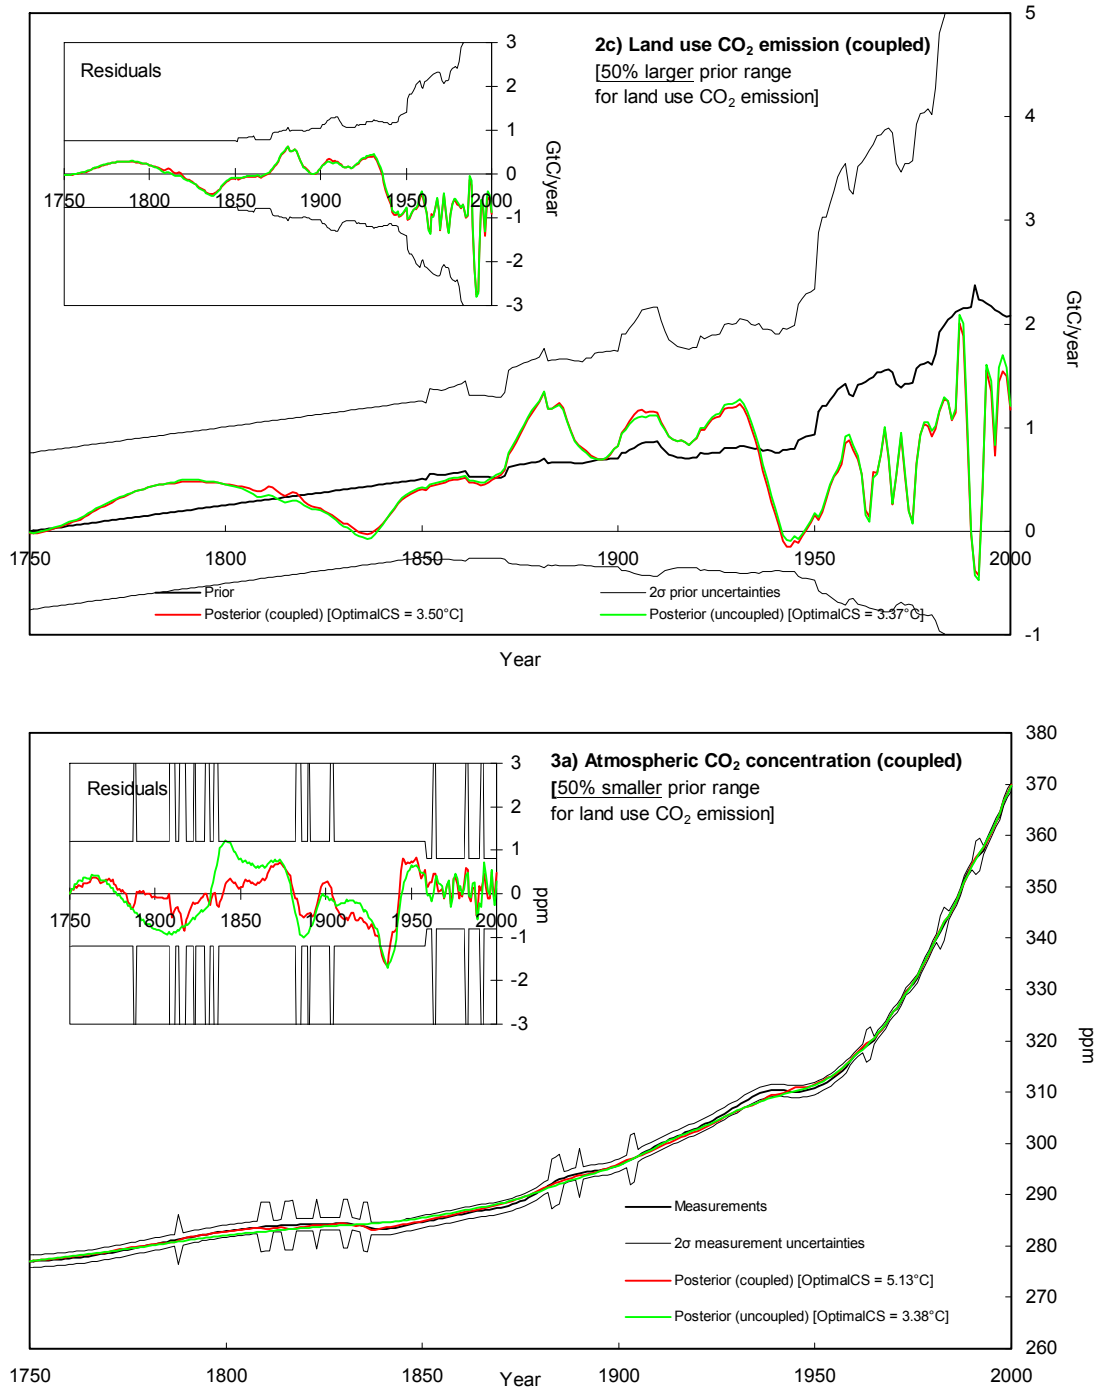 2c) Land use CO2 emission (coupled)
[50% larger prior range
for land use CO2 emission]
Residuals
3
2
1
0
-1
-2
-3
GtC/year
1750
1800
1850
1900
1950
2000
5
4
3
2
1
0
-1
GtC/year
1750
1800
1850
1900
1950
2000
Prior
2σ prior uncertainties
Posterior (coupled) [OptimalCS = 3.50°C]
Posterior (uncoupled) [OptimalCS = 3.37°C]
Year
3a) Atmospheric CO2 concentration (coupled)
[50% smaller prior range
for land use CO2 emission]
Residuals
3
2
1
0
-1
-2
-3
ppm
1750
1800
1850
1900
1950
2000
380
370
360
350
340
330
320
310
300
290
280
270
260
ppm
Measurements
2σ measurement uncertainties
Posterior (coupled) [OptimalCS = 5.13°C]
Posterior (uncoupled) [OptimalCS = 3.38°C]
1750
1800
1850
1900
1950
2000
Year